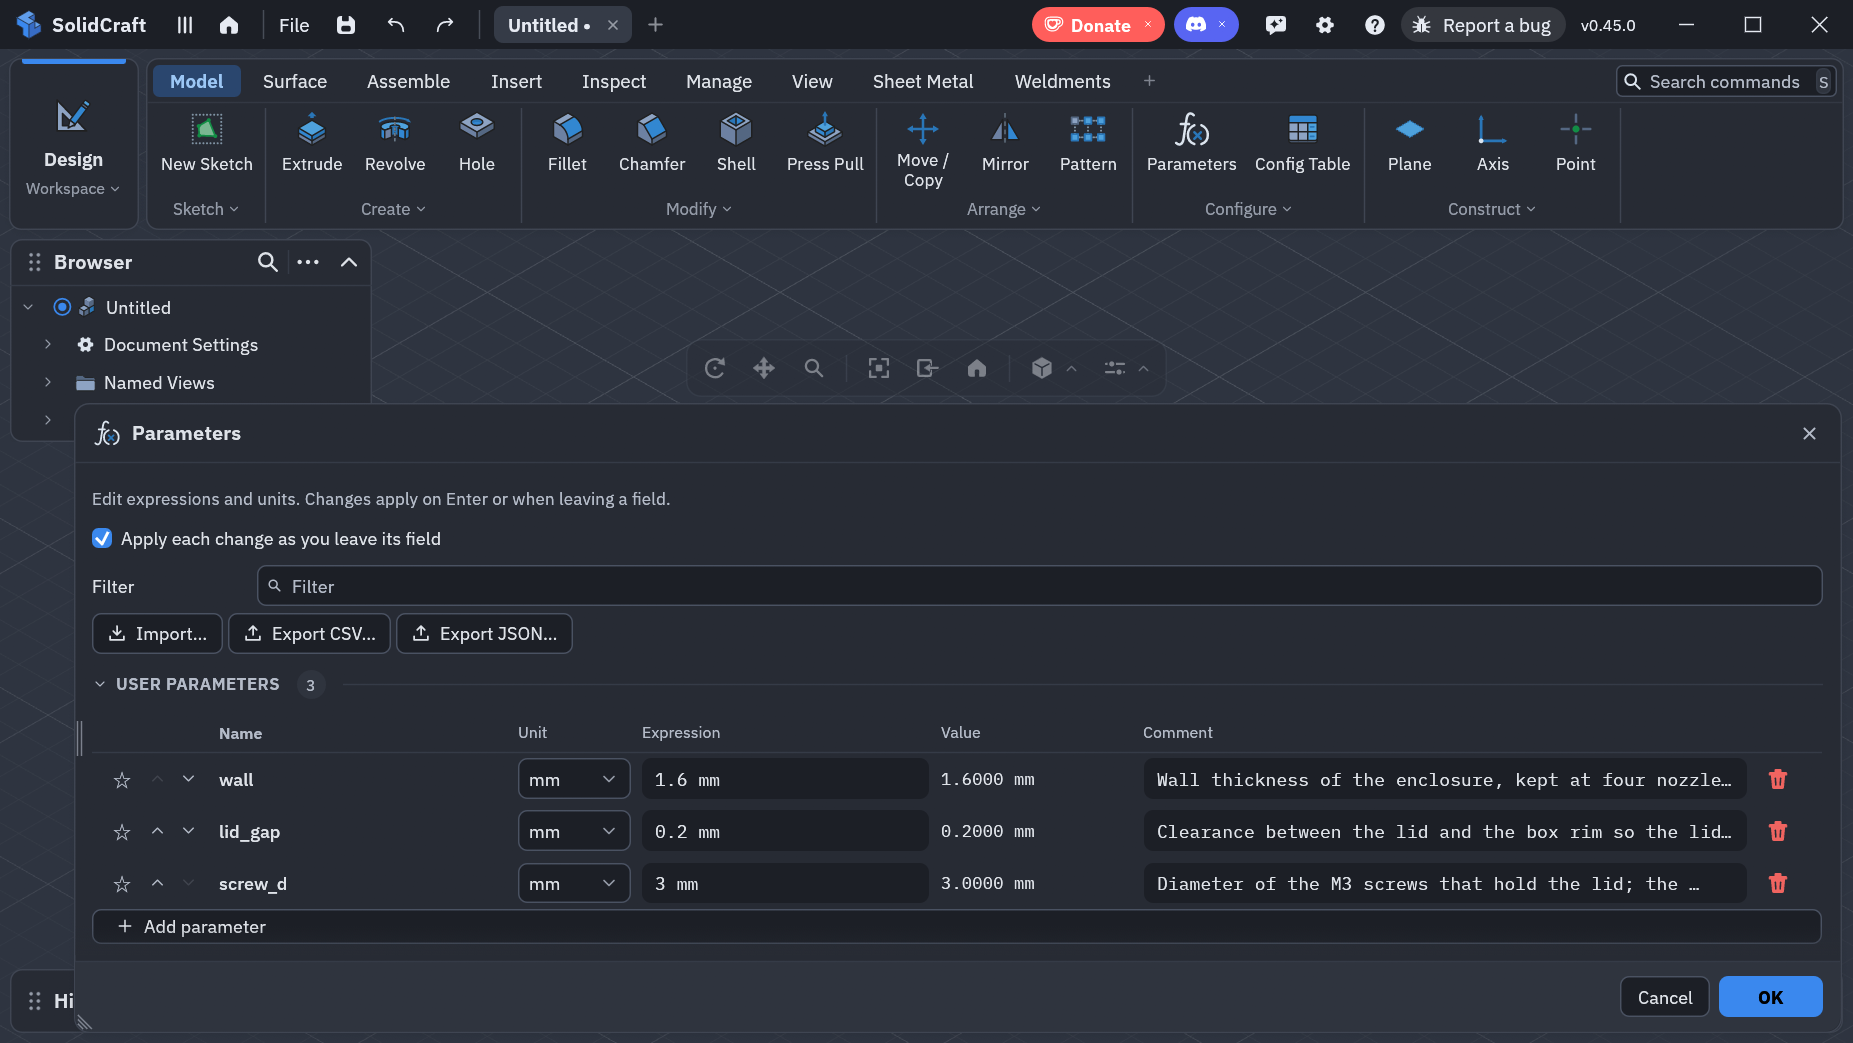 SolidCraft
File
Untitled •
Donate
Report a bug
v0.45.0
Design
Workspace
Model
Surface
Assemble
Insert
Inspect
Manage
View
Sheet Metal
Weldments
Search commands
S
New Sketch
Extrude
Revolve
Hole
Fillet
Chamfer
Shell
Press Pull
Move /
Copy
Mirror
Pattern
Parameters
Config Table
Plane
Axis
Point
Sketch
Create
Modify
Arrange
Configure
Construct
Browser
Untitled
Document Settings
Named Views
Parameters
Edit expressions and units. Changes apply on Enter or when leaving a field.
Apply each change as you leave its field
Filter
Filter
Import...
Export CSV...
Export JSON...
USER PARAMETERS
3
Name
Unit
Expression
Value
Comment
wall
mm
1.6 mm
1.6000 mm
Wall thickness of the enclosure, kept at four nozzle…
lid_gap
mm
0.2 mm
0.2000 mm
Clearance between the lid and the box rim so the lid…
screw_d
mm
3 mm
3.0000 mm
Diameter of the M3 screws that hold the lid; the …
Add parameter
Hi
Cancel
OK